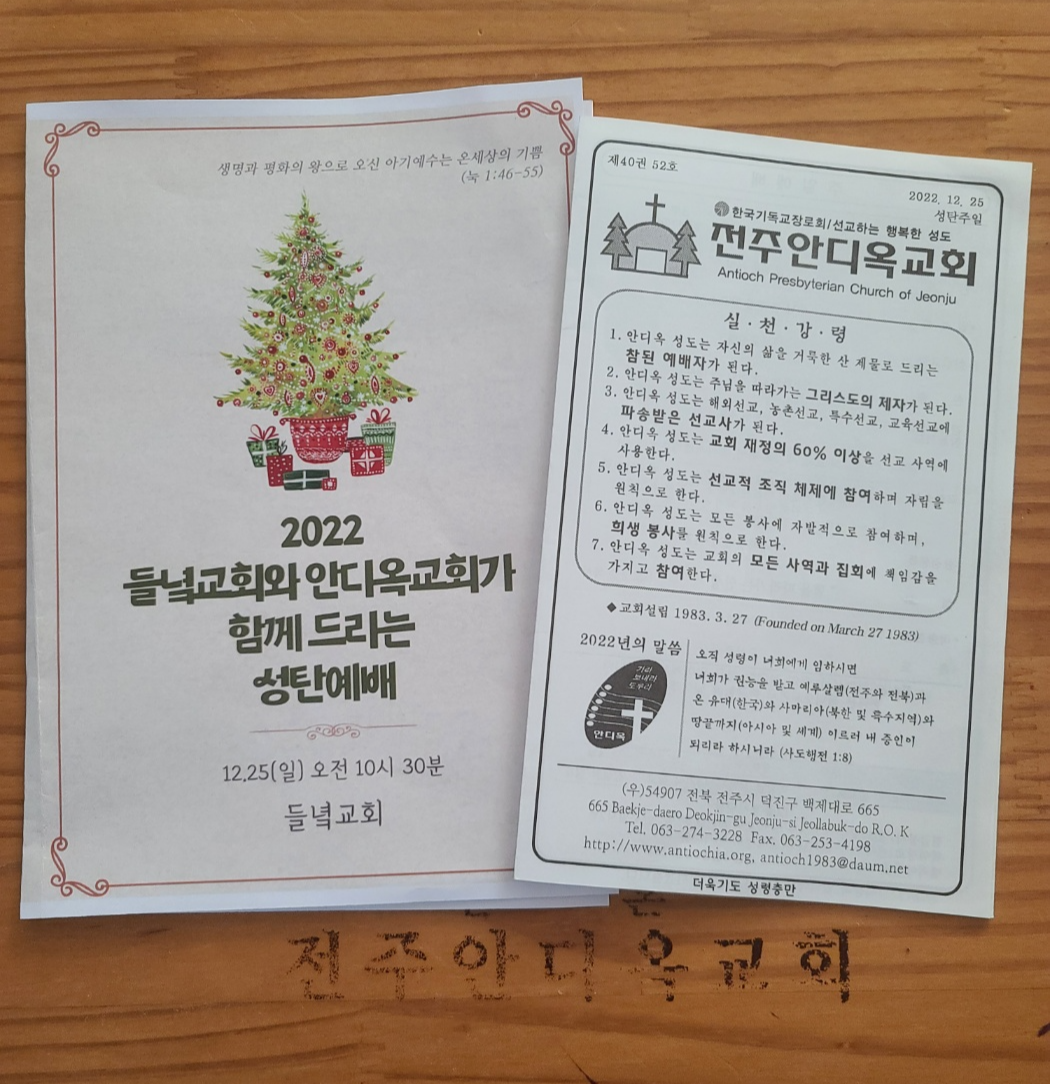 생명과 평화의 왕으로 오신 아기예수는 온세상의 기쁨
(눅 1:46-55)
2022
들녘교회와 안디옥교회가
함께 드리는
성탄예배
12.25(일) 오전 10시 30분
들녘교회
제40권 52호
2022. 12. 25
성탄주일
한국기독교장로회/선교하는 행복한 성도
전주안디옥교회
Antioch Presbyterian Church of Jeonju
실·천·강·령
1. 안디옥 성도는 자신의 삶을 거룩한 산 제물로 드리는
참된 예배자가 된다.
2. 안디옥 성도는 주님을 따라가는 그리스도의 제자가 된다.
3. 안디옥 성도는 해외선교, 농촌선교, 특수선교, 교육선교에
파송받은 선교사가 된다.
4. 안디옥 성도는 교회 재정의 60% 이상을 선교 사역에
사용한다.
5. 안디옥 성도는 선교적 조직 체제에 참여하며 자립을
원칙으로 한다.
6. 안디옥 성도는 모든 봉사에 자발적으로 참여하며,
희생 봉사를 원칙으로 한다.
7. 안디옥 성도는 교회의 모든 사역과 집회에 책임감을
가지고 참여한다.
◆교회설립 1983. 3. 27 (Founded on March 27 1983)
2022년의 말씀
가라
보내라
도우라
안디옥
오직 성령이 너희에게 임하시면
너희가 권능을 받고 예루살렘(전주와 전북)과
온 유대(한국)와 사마리아(북한 및 특수지역)와
땅끝까지(아시아 및 세계) 이르러 내 증인이
되리라 하시니라 (사도행전 1:8)
(우)54907 전북 전주시 덕진구 백제대로 665
665 Baekje-daero Deokjin-gu Jeonju-si Jeollabuk-do R.O. K
Tel. 063-274-3228 Fax. 063-253-4198
http://www.antiochia.org, antioch1983@daum.net
더욱기도 성령충만
전주안디옥교회